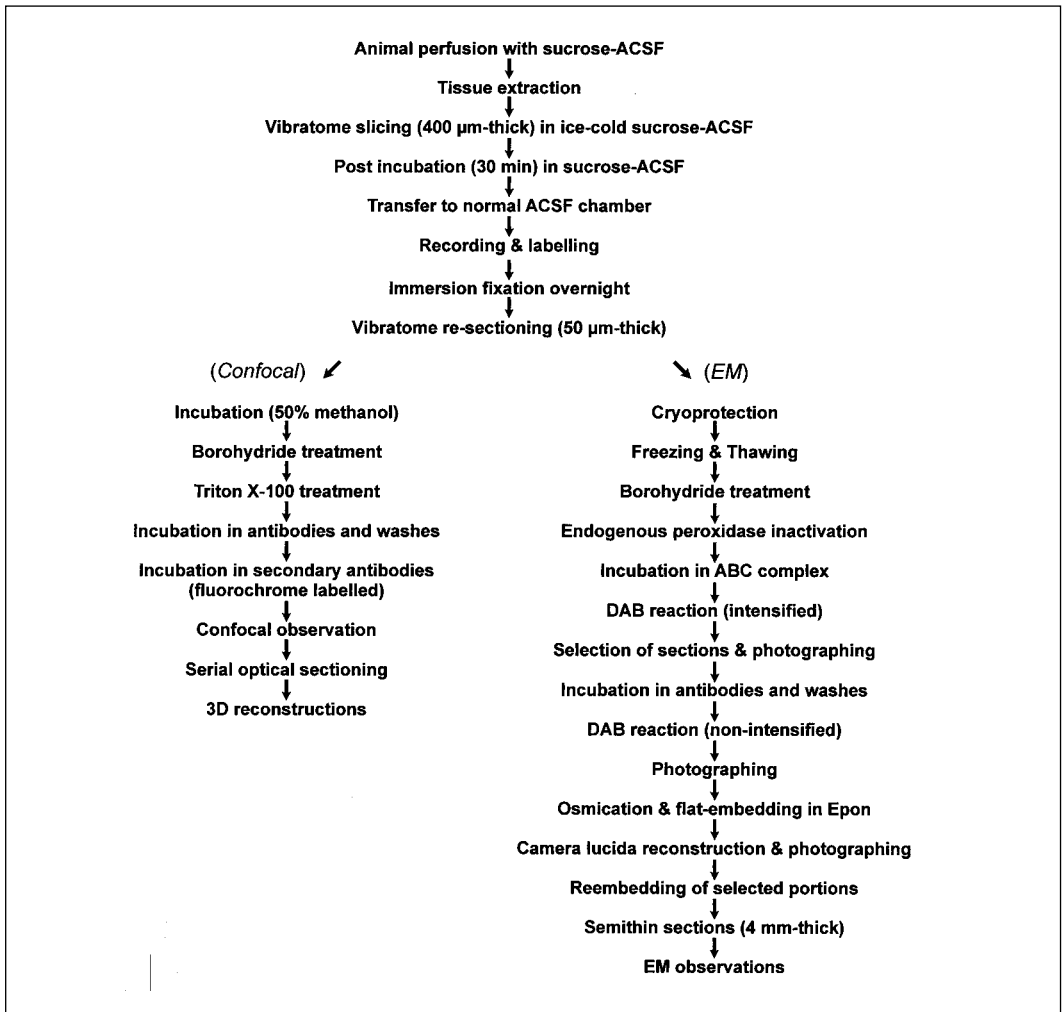 Animal perfusion with sucrose-ACSF
Tissue extraction
Vibratome slicing (400 µm-thick) in ice-cold sucrose-ACSF
Post incubation (30 min) in sucrose-ACSF
Transfer to normal ACSF chamber
Recording & labelling
Immersion fixation overnight
Vibratome re-sectioning (50 µm-thick)
(Confocal)
Incubation (50% methanol)
Borohydride treatment
Triton X-100 treatment
Incubation in antibodies and washes
Incubation in secondary antibodies
(fluorochrome labelled)
Confocal observation
Serial optical sectioning
3D reconstructions
(EM)
Cryoprotection
Freezing & Thawing
Borohydride treatment
Endogenous peroxidase inactivation
Incubation in ABC complex
DAB reaction (intensified)
Selection of sections & photographing
Incubation in antibodies and washes
DAB reaction (non-intensified)
Photographing
Osmication & flat-embedding in Epon
Camera lucida reconstruction & photographing
Reembedding of selected portions
Semithin sections (4 mm-thick)
EM observations